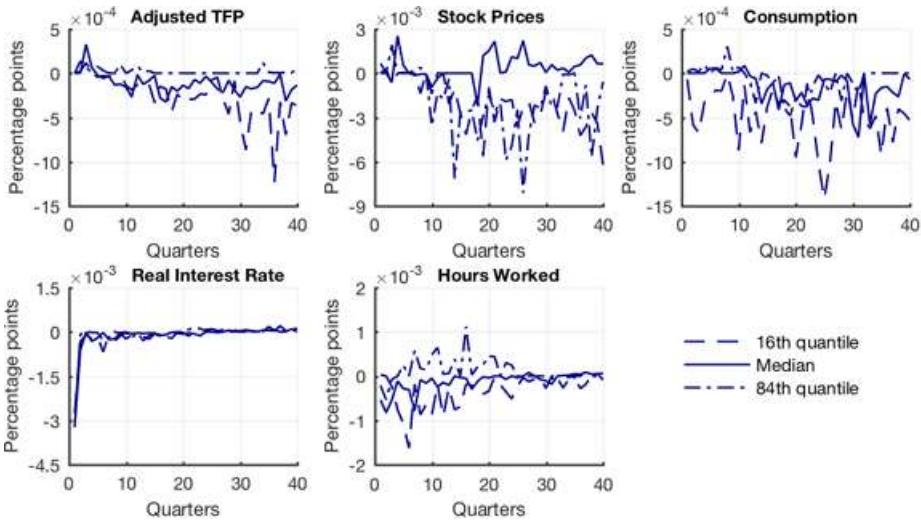 Adjusted TFP
× 10⁻⁴
Percentage points
5
0
-5
-10
-15
0 10 20 30 40
Quarters
Stock Prices
× 10⁻³
Percentage points
3
0
-3
-6
-9
0 10 20 30 40
Quarters
Consumption
× 10⁻⁴
Percentage points
5
0
-5
-10
-15
0 10 20 30 40
Quarters
Real Interest Rate
× 10⁻³
Percentage points
1.5
0
-1.5
-3
-4.5
0 10 20 30 40
Quarters
Hours Worked
× 10⁻³
Percentage points
2
1
0
-1
-2
0 10 20 30 40
Quarters
16th quantile
Median
84th quantile